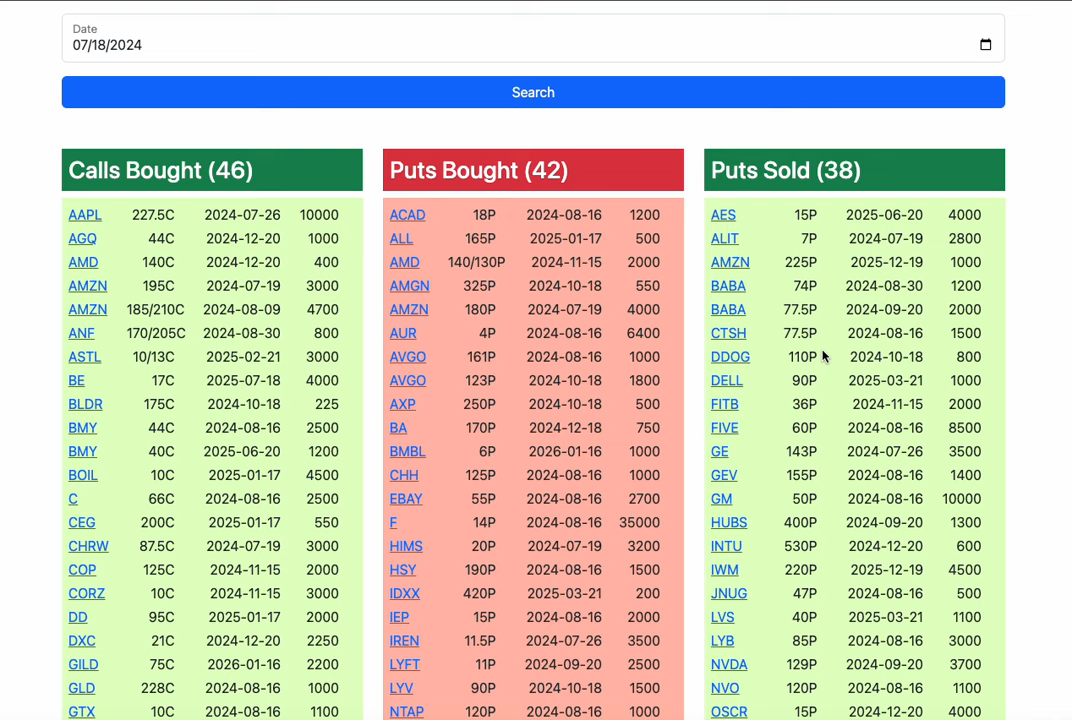 Date
07/18/2024
Search
Calls Bought (46)
AAPL 227.5C 2024-07-26 10000
AGQ 44C 2024-12-20 1000
AMD 140C 2024-12-20 400
AMZN 195C 2024-07-19 3000
AMZN 185/210C 2024-08-09 4700
ANF 170/205C 2024-08-30 800
ASTL 10/13C 2025-02-21 3000
BE 17C 2025-07-18 4000
BLDR 175C 2024-10-18 225
BMY 44C 2024-08-16 2500
BMY 40C 2025-06-20 1200
BOIL 10C 2025-01-17 4500
C 66C 2024-08-16 2500
CEG 200C 2025-01-17 550
CHRW 87.5C 2024-07-19 3000
COP 125C 2024-11-15 2000
CORZ 10C 2024-11-15 3000
DD 95C 2025-01-17 2000
DXC 21C 2024-12-20 2250
GILD 75C 2026-01-16 2200
GLD 228C 2024-08-16 1000
GTX 10C 2024-08-16 1100
Puts Bought (42)
ACAD 18P 2024-08-16 1200
ALL 165P 2025-01-17 500
AMD 140/130P 2024-11-15 2000
AMGN 325P 2024-10-18 550
AMZN 180P 2024-07-19 4000
AUR 4P 2024-08-16 6400
AVGO 161P 2024-08-16 1000
AVGO 123P 2024-10-18 1800
AXP 250P 2024-10-18 500
BA 170P 2024-12-18 750
BMBL 6P 2026-01-16 1000
CHH 125P 2024-08-16 1000
EBAY 55P 2024-08-16 2700
F 14P 2024-08-16 35000
HIMS 20P 2024-07-19 3200
HSY 190P 2024-08-16 1500
IDXX 420P 2025-03-21 200
IEP 15P 2024-08-16 2000
IREN 11.5P 2024-07-26 3500
LYFT 11P 2024-09-20 2500
LYV 90P 2024-10-18 1500
NTAP 120P 2024-08-16 1000
Puts Sold (38)
AES 15P 2025-06-20 4000
ALIT 7P 2024-07-19 2800
AMZN 225P 2025-12-19 1000
BABA 74P 2024-08-30 1200
BABA 77.5P 2024-09-20 2000
CTSH 77.5P 2024-08-16 1500
DDOG 110P 2024-10-18 800
DELL 90P 2025-03-21 1000
FITB 36P 2024-11-15 2000
FIVE 60P 2024-08-16 8500
GE 143P 2024-07-26 3500
GEV 155P 2024-08-16 1400
GM 50P 2024-08-16 10000
HUBS 400P 2024-09-20 1300
INTU 530P 2024-12-20 600
IWM 220P 2025-12-19 4500
JNUG 47P 2024-08-16 500
LVS 40P 2025-03-21 1100
LYB 85P 2024-08-16 3000
NVDA 129P 2024-09-20 3700
NVO 120P 2024-08-16 1100
OSCR 15P 2024-12-20 4000